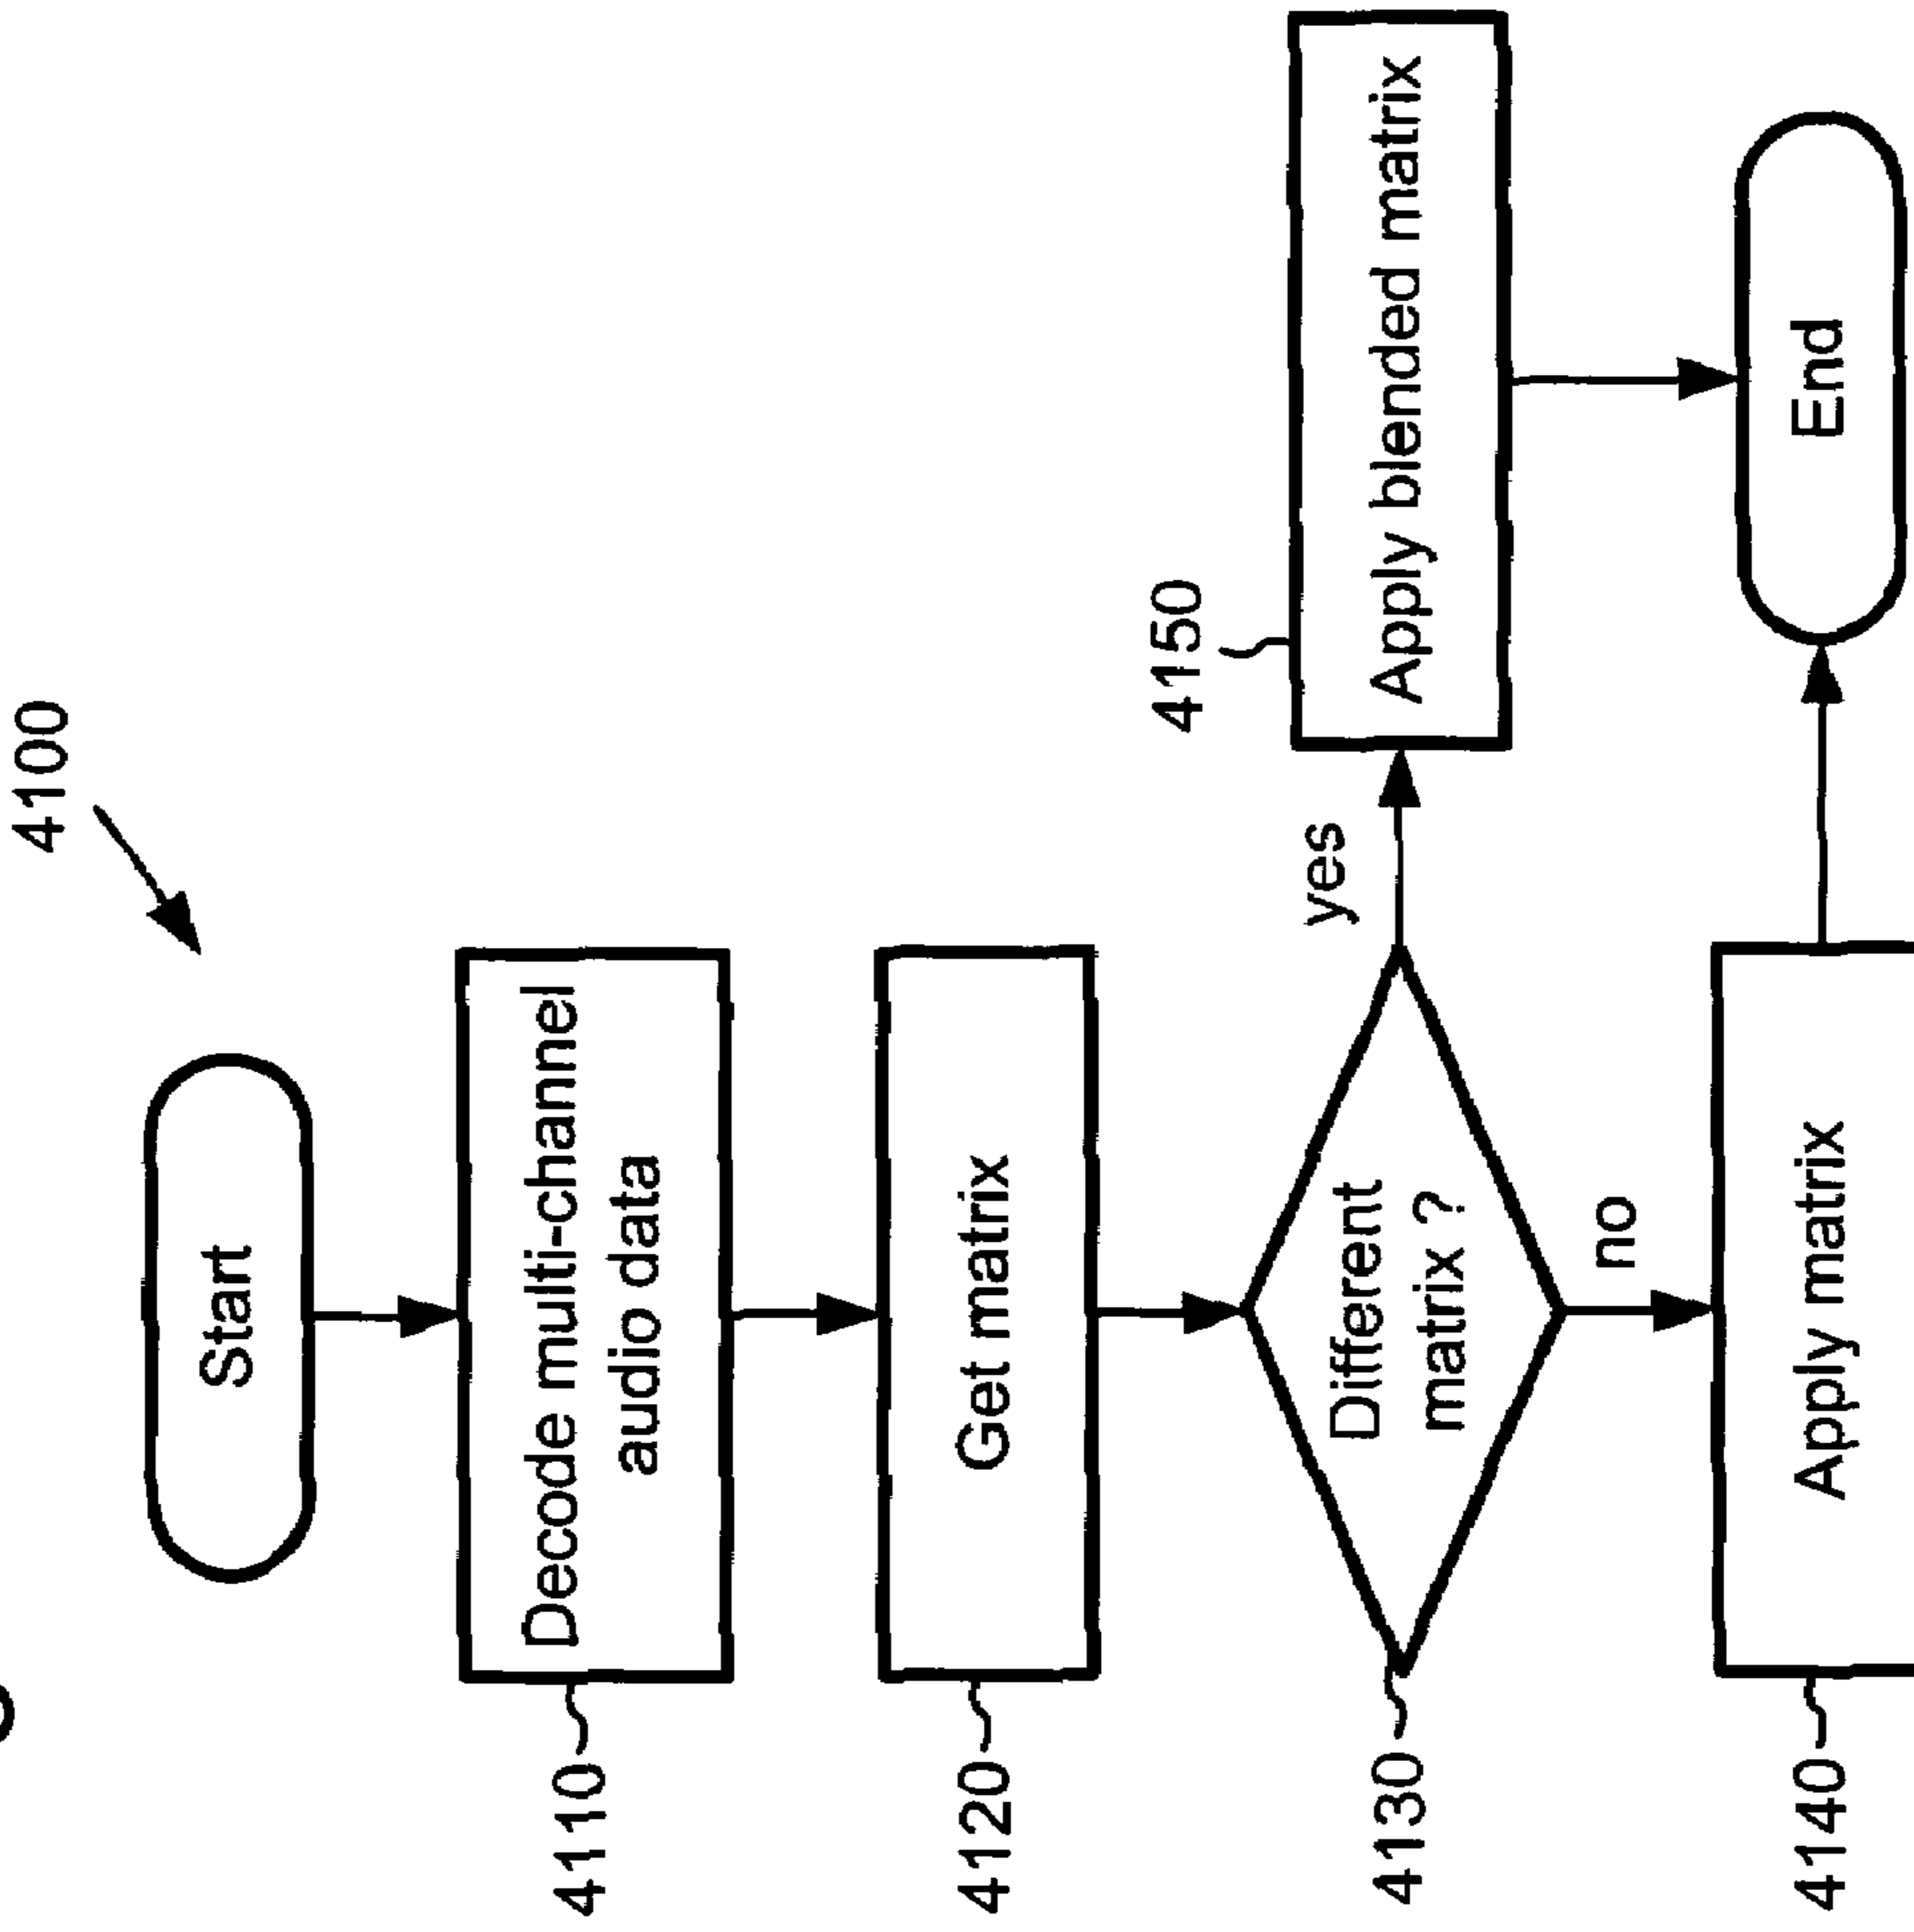 4100
Start
4110
Decode multi-channel
audio data
4120
Get matrix
4130
Different
matrix ?
yes
4150
Apply blended matrix
no
4140
Apply matrix
End